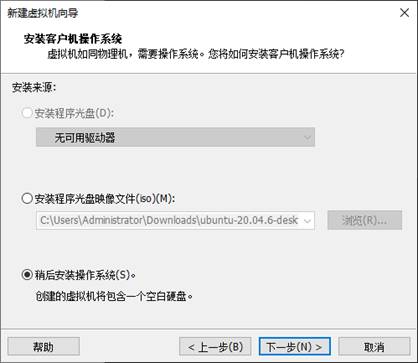 新建虚拟机向导
安装客户机操作系统
虚拟机如同物理机，需要操作系统。您将如何安装客户机操作系统?
安装来源:
安装程序光盘(D):
无可用驱动器
安装程序光盘映像文件(iso)(M):
C:\Users\Administrator\Downloads\ubuntu-20.04.6-desk
浏览(R)...
稍后安装操作系统(S)。
创建的虚拟机将包含一个空白硬盘。
帮助
< 上一步(B)
下一步(N) >
取消